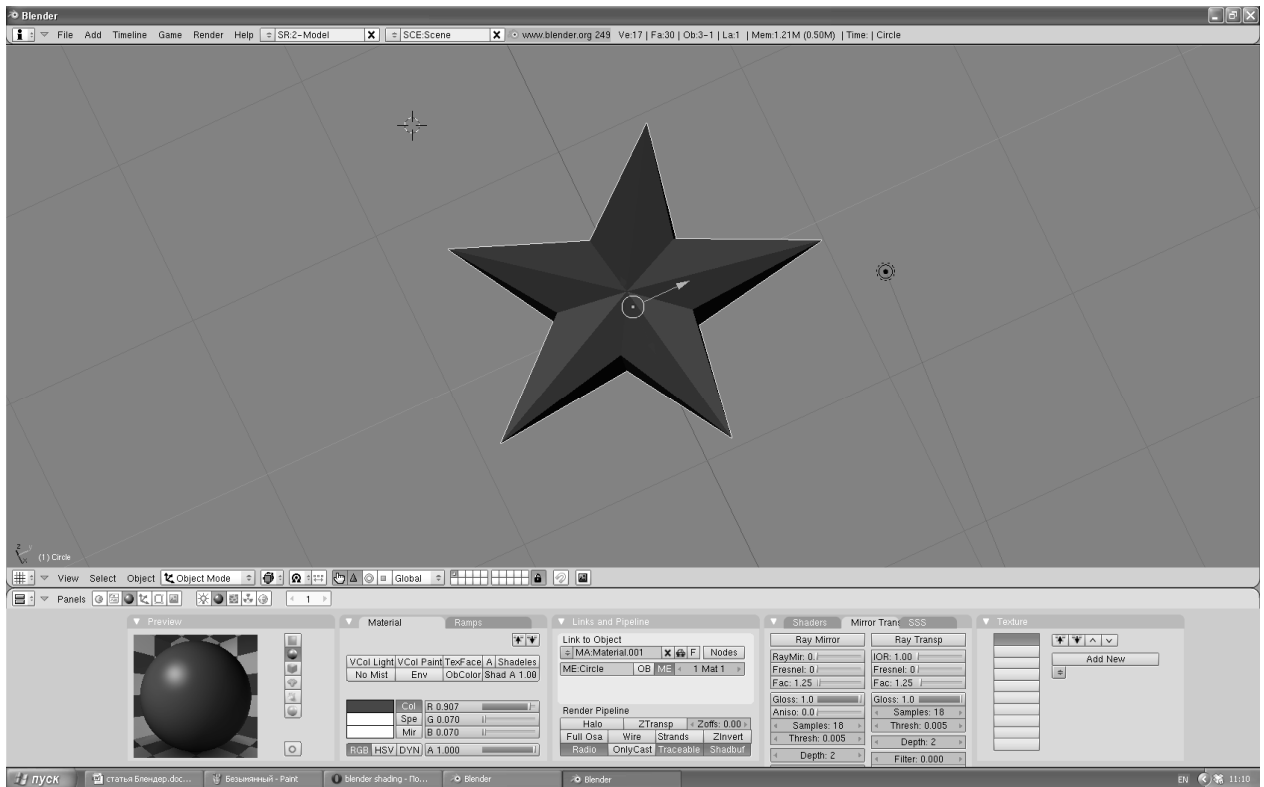 Blender
File Add Timeline Game Render Help SR:2-Model X SCE:Scene X www.blender.org 249 Ve:17 | Fa:30 | Ob:3-1 | La:1 | Mem:1.21M (0.50M) | Time: | Circle
(1) Circle
View Select Object Object Mode Global
Panels 1
Preview
Material Ramps
VCol Light VCol Paint TexFace A Shadeles
No Mist Env ObColor Shad A 1.00
Col R 0.907
Spe G 0.070
Mir B 0.070
RGB HSV DYN A 1.000
Links and Pipeline
Link to Object
MA:Material.001 X F Nodes
ME:Circle OB ME 1 Mat 1
Render Pipeline
Halo ZTransp Zoffs: 0.00
Full Osa Wire Strands ZInvert
Radio OnlyCast Traceable Shadbuf
Shaders Mirror Trans SSS
Ray Mirror Ray Transp
RayMir: 0. IOR: 1.00
Fresnel: 0 Fresnel: 0
Fac: 1.25 Fac: 1.25
Gloss: 1.0 Gloss: 1.0
Aniso: 0.0 Samples: 18
Samples: 18 Thresh: 0.005
Thresh: 0.005 Depth: 2
Depth: 2 Filter: 0.000
Texture
Add New
пуск статья Блендер.doc... Безымянный - Paint blender shading - По... Blender Blender EN 11:10